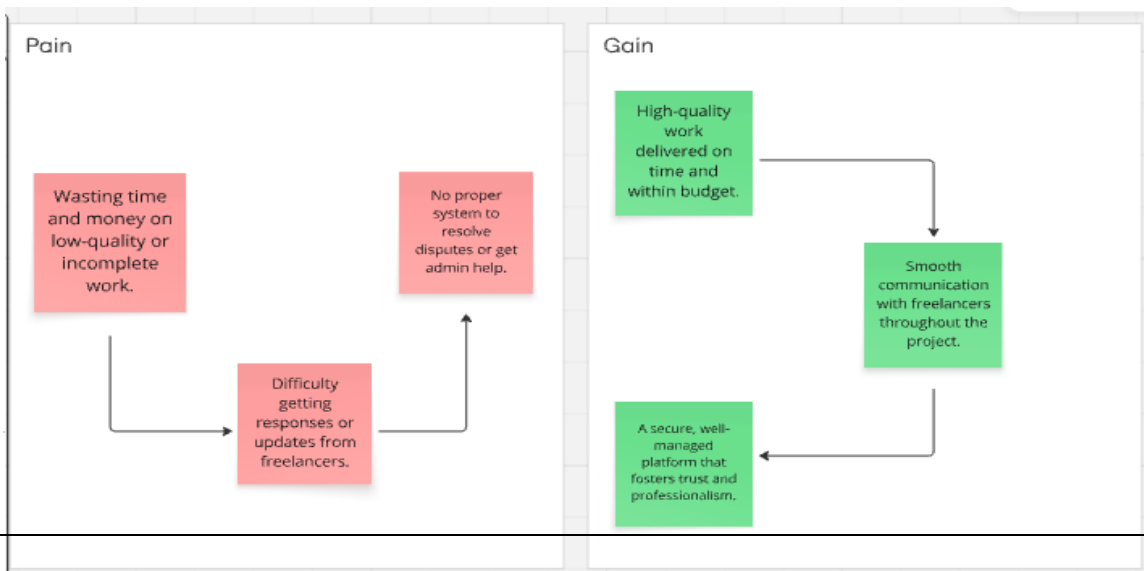 Pain
Wasting time
and money on
low-quality or
incomplete
work.
Difficulty
getting
responses or
updates from
freelancers.
No proper
system to
resolve
disputes or get
admin help.
Gain
High-quality
work
delivered on
time and
within budget.
Smooth
communication
with freelancers
throughout the
project.
A secure, well-
managed
platform that
fosters trust and
professionalism.